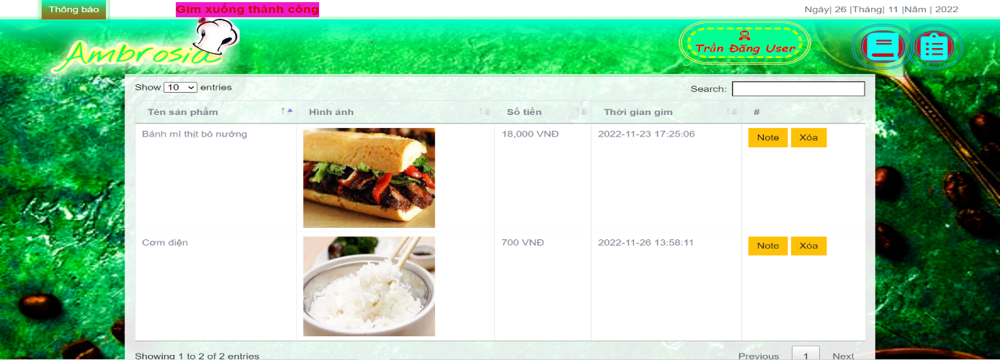 Thông báo Gim xuống thành công Ngày| 26 |Tháng| 11 |Năm | 2022
Ambrosia
Trần Đăng User
Show 10 entries Search:
Tên sản phẩm Hình ảnh Số tiền Thời gian gim #
Bánh mì thịt bò nướng 18,000 VNĐ 2022-11-23 17:25:06 Note Xóa
Cơm điện 700 VNĐ 2022-11-26 13:58:11 Note Xóa
Showing 1 to 2 of 2 entries Previous 1 Next